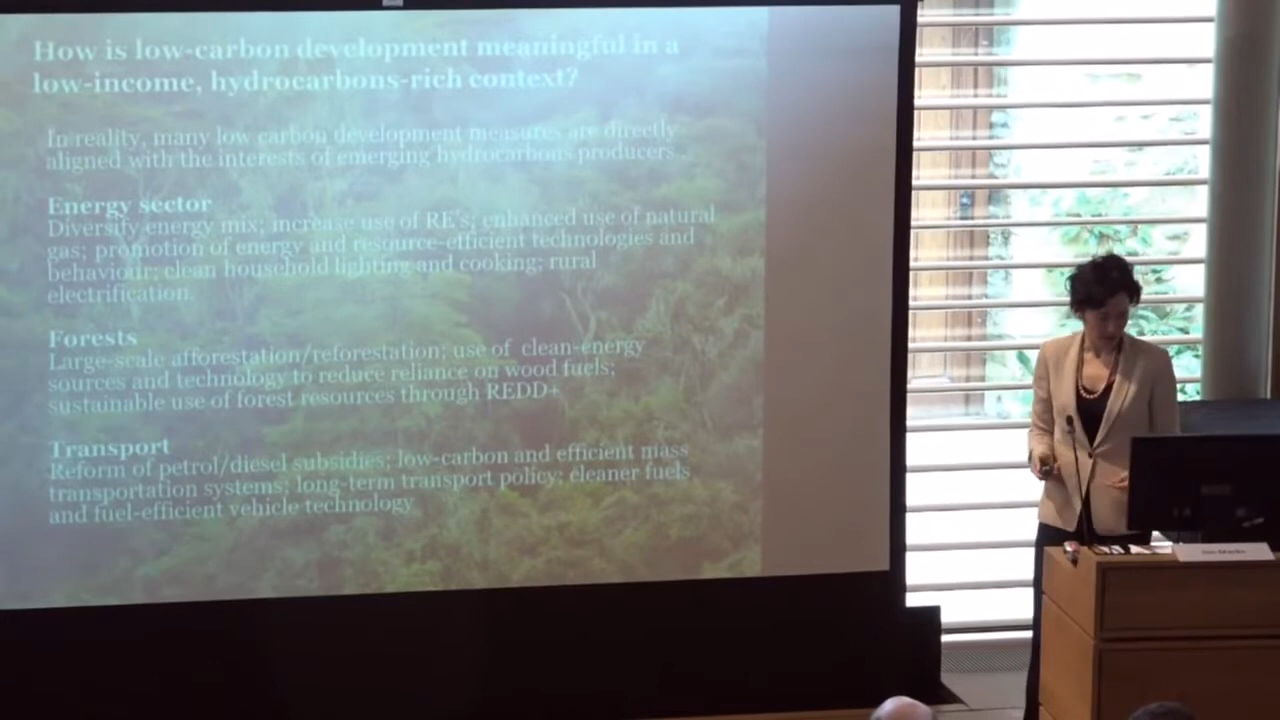 How is low-carbon development meaningful in a
low-income, hydrocarbons-rich context?
In reality, many low carbon development measures are directly
aligned with the interests of emerging hydrocarbons producers
Energy sector
Diversify energy mix; increase use of RE's; enhanced use of natural
gas; promotion of energy and resource-efficient technologies and
behaviour; clean household lighting and cooking; rural
electrification.
Forests
Large-scale afforestation/reforestation; use of clean-energy
sources and technology to reduce reliance on wood fuels;
sustainable use of forest resources through REDD+
Transport
Reform of petrol/diesel subsidies; low-carbon and efficient mass
transportation systems; long-term transport policy; cleaner fuels
and fuel-efficient vehicle technology
Jon Marks